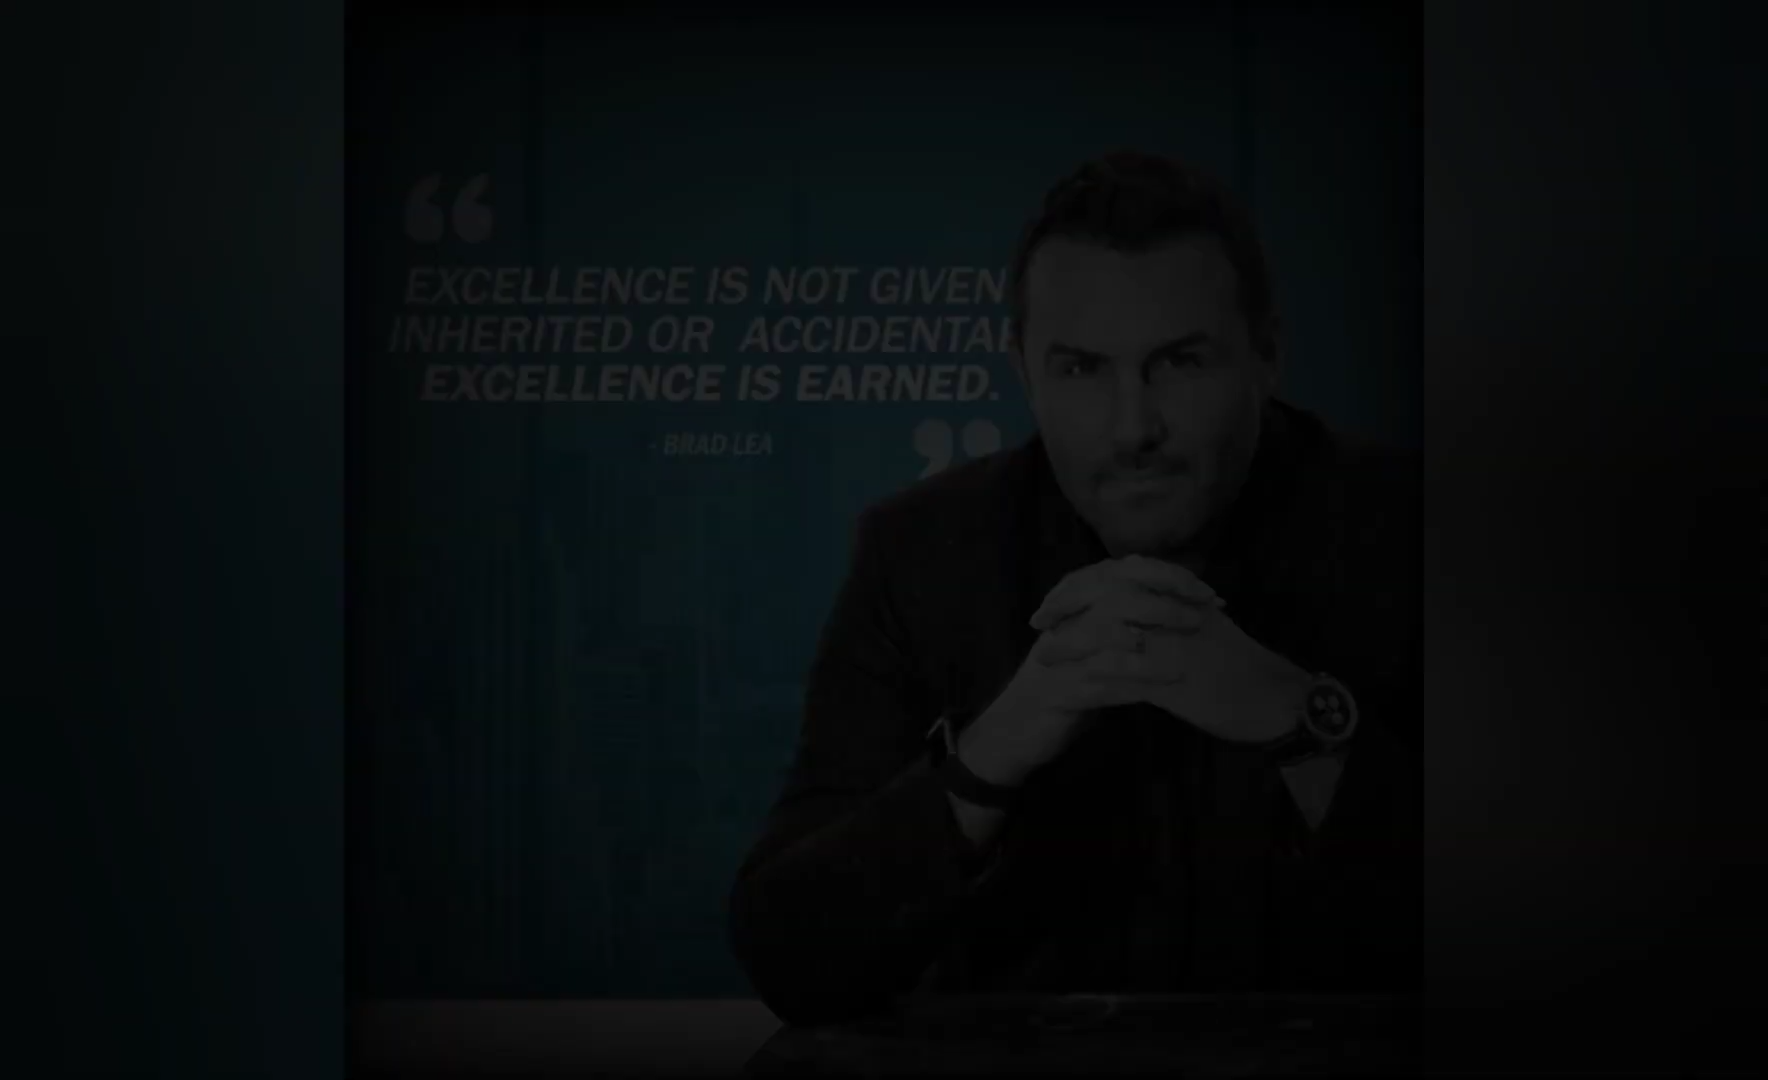 “
EXCELLENCE IS NOT GIVEN
INHERITED OR ACCIDENTAL
EXCELLENCE IS EARNED.
- BRAD LEA
”